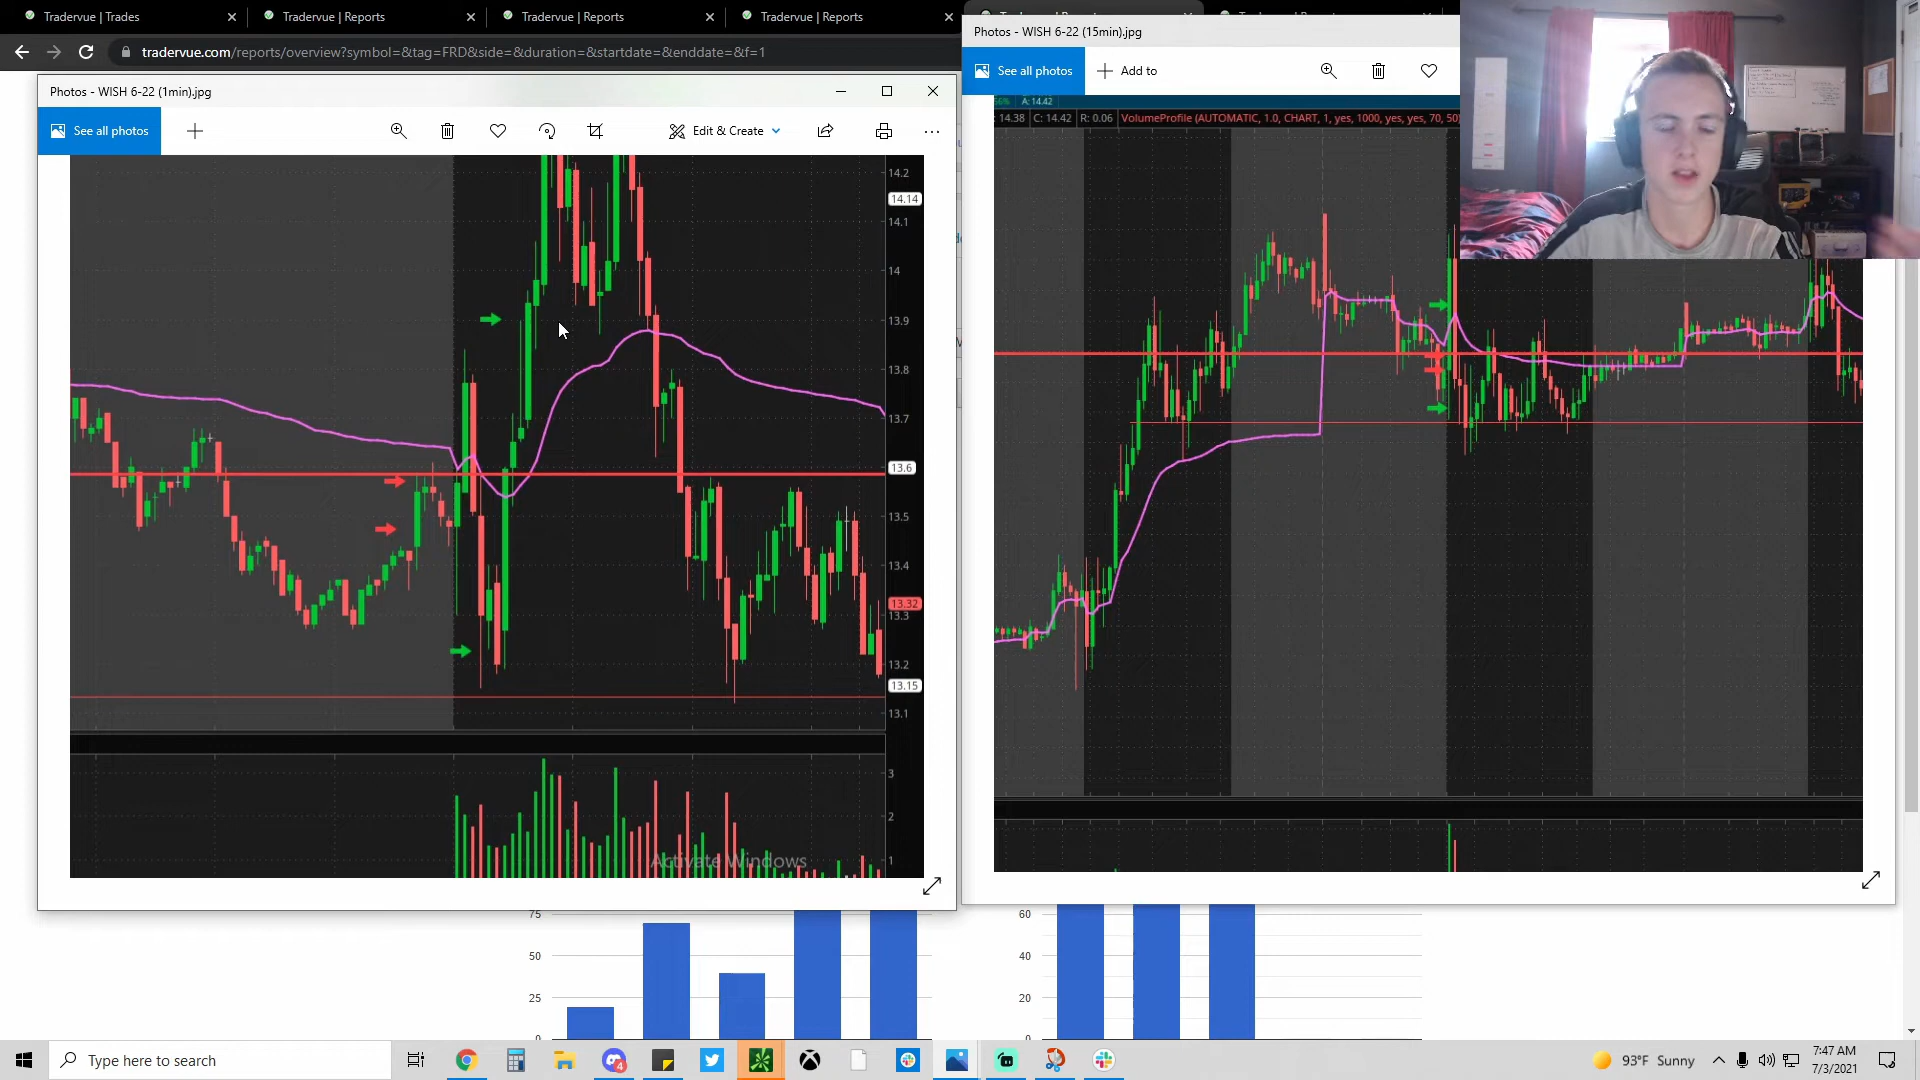 Tradervue | Trades
Tradervue | Reports
Tradervue | Reports
Tradervue | Reports
tradervue.com/reports/overview?symbol=&tag=FRD&side=&duration=&startdate=&enddate=&f=1
Photos - WISH 6-22 (15min).jpg
See all photos
Add to
Photos - WISH 6-22 (1min).jpg
See all photos
Edit & Create
A: 14.42
14.38
C: 14.42
R: 0.06
VolumeProfile (AUTOMATIC, 1.0, CHART, 1, yes, 1000, yes, yes, 70, 50)
14.2
14.14
14.1
14
13.9
13.8
13.7
13.6
13.5
13.4
13.32
13.3
13.2
13.15
13.1
3
2
1
Activate Windows
75
50
25
0
60
40
20
0
Type here to search
4
93°F Sunny
7:47 AM
7/3/2021